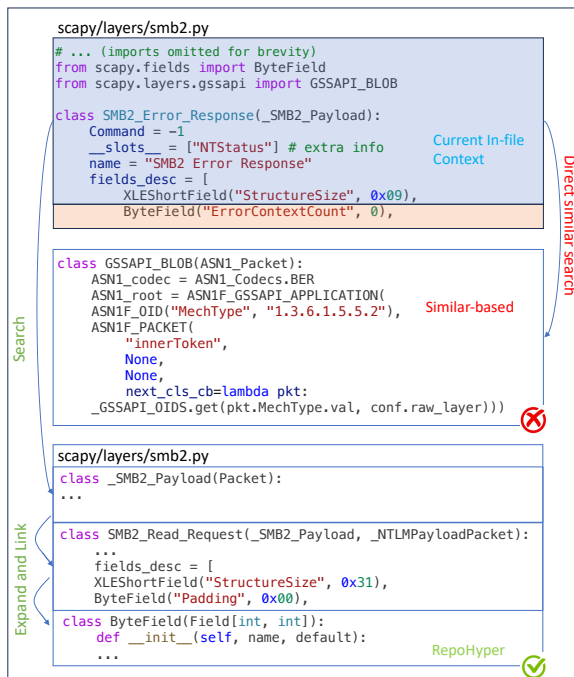 scapy/layers/smb2.py
# ... (imports omitted for brevity)
from scapy.fields import ByteField
from scapy.layers.gssapi import GSSAPI_BLOB
class SMB2_Error_Response(_SMB2_Payload):
Command = -1
__slots__ = ["NTStatus"] # extra info
name = "SMB2 Error Response"
fields_desc = [
XLEShortField("StructureSize", 0x09),
ByteField("ErrorContextCount", 0),
Current In-file
Context
Direct similar search
class GSSAPI_BLOB(ASN1_Packet):
ASN1_codec = ASN1_Codecs.BER
ASN1_root = ASN1F_GSSAPI_APPLICATION(
ASN1F_OID("MechType", "1.3.6.1.5.5.2"),
ASN1F_PACKET(
"innerToken",
None,
None,
next_cls_cb=lambda pkt:
_GSSAPI_OIDS.get(pkt.MechType.val, conf.raw_layer)))
Similar-based
Search
scapy/layers/smb2.py
class _SMB2_Payload(Packet):
...
class SMB2_Read_Request(_SMB2_Payload, _NTLMPayloadPacket):
...
fields_desc = [
XLEShortField("StructureSize", 0x31),
ByteField("Padding", 0x00),
class ByteField(Field[int, int]):
def __init__(self, name, default):
...
RepoHyper
Expand and Link